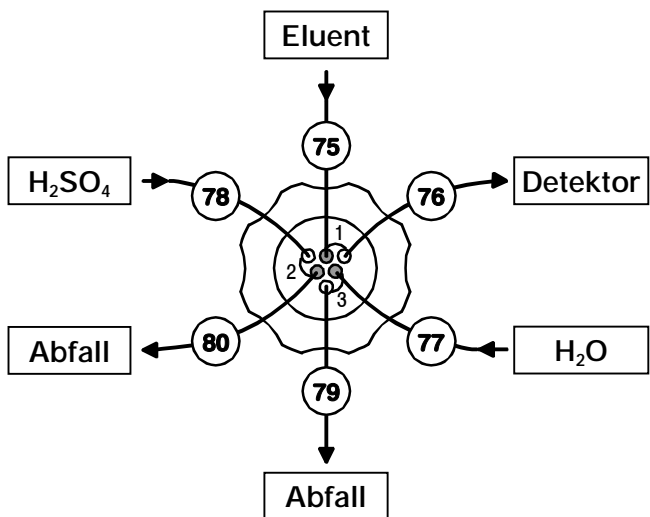 Eluent
75
H₂SO₄
78
76
Detektor
1
2
3
Abfall
80
77
H₂O
79
Abfall